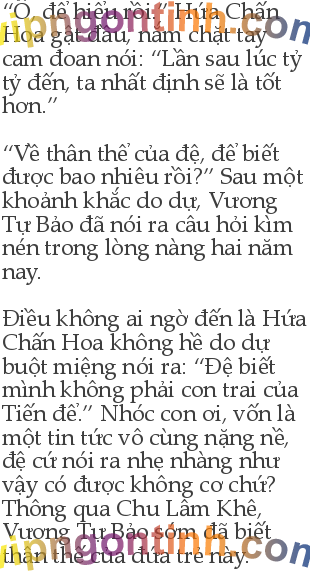 “Ồ, để hiểu rồi”. Hứa Chấn
Hoa gật đầu, nắm chặt tay
cam đoan nói: “Lần sau lúc tỷ
tỷ đến, ta nhất định sẽ là tốt
hơn.”
“Về thân thể của đệ, để biết
được bao nhiêu rồi?” Sau một
khoảnh khắc do dự, Vương
Tự Bảo đã nói ra câu hỏi kìm
nén trong lòng nàng hai năm
nay.
Điều không ai ngờ đến là Hứa
Chấn Hoa không hề do dự
buột miệng nói ra: “Đệ biết
mình không phải con trai của
Tiến đế.” Nhóc con ơi, vốn là
một tin tức vô cùng nặng nề,
đệ cứ nói ra nhẹ nhàng như
vậy có được không cơ chứ?
Thông qua Chu Lâm Khê,
Vương Tự Bảo sớm đã biết
thân thế của đứa trẻ này.